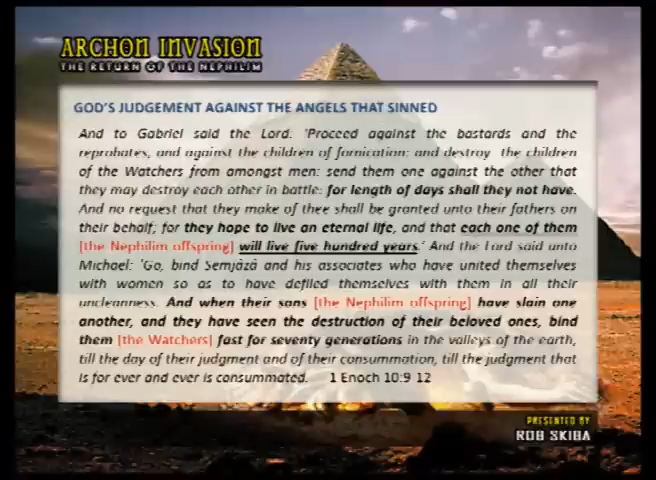 ARCHON INVASION
THE RETURN OF THE NEPHILIM
GOD'S JUDGEMENT AGAINST THE ANGELS THAT SINNED
And to Gabriel said the Lord. 'Proceed against the bastards and the
reprobates, and against the children of fornication: and destroy the children
of the Watchers from amongst men: send them one against the other that
they may destroy each other in battle: for length of days shall they not have.
And no request that they make of thee shall be granted unto their fathers on
their behalf; for they hope to live an eternal life, and that each one of them
[the Nephilim offspring] will live five hundred years.' And the Lord said unto
Michael: 'Go, bind Semjâzâ and his associates who have united themselves
with women so as to have defiled themselves with them in all their
uncleanness. And when their sons [the Nephilim offspring] have slain one
another, and they have seen the destruction of their beloved ones, bind
them [the Watchers] fast for seventy generations in the valleys of the earth,
till the day of their judgment and of their consummation, till the judgment that
is for ever and ever is consummated. 1 Enoch 10:9 12
PRESENTED BY
ROB SKIBA